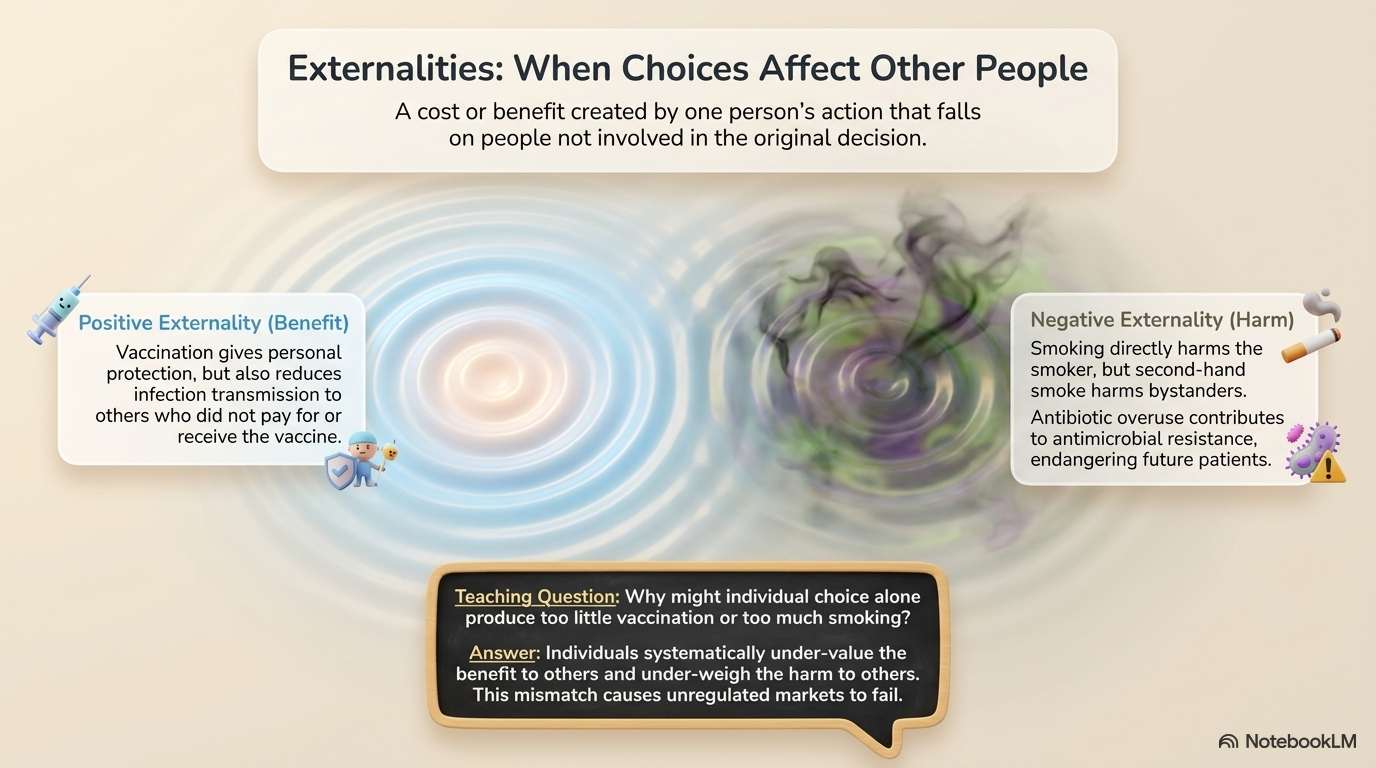 Externalities: When Choices Affect Other People
A cost or benefit created by one person's action that falls
on people not involved in the original decision.
Positive Externality (Benefit)
Vaccination gives personal
protection, but also reduces
infection transmission to
others who did not pay for or
receive the vaccine.
Negative Externality (Harm)
Smoking directly harms the
smoker, but second-hand
smoke harms bystanders.
Antibiotic overuse contributes
to antimicrobial resistance,
endangering future patients.
Teaching Question: Why might individual choice alone
produce too little vaccination or too much smoking?
Answer: Individuals systematically under-value the
benefit to others and under-weigh the harm to others.
This mismatch causes unregulated markets to fail.
NotebookLM